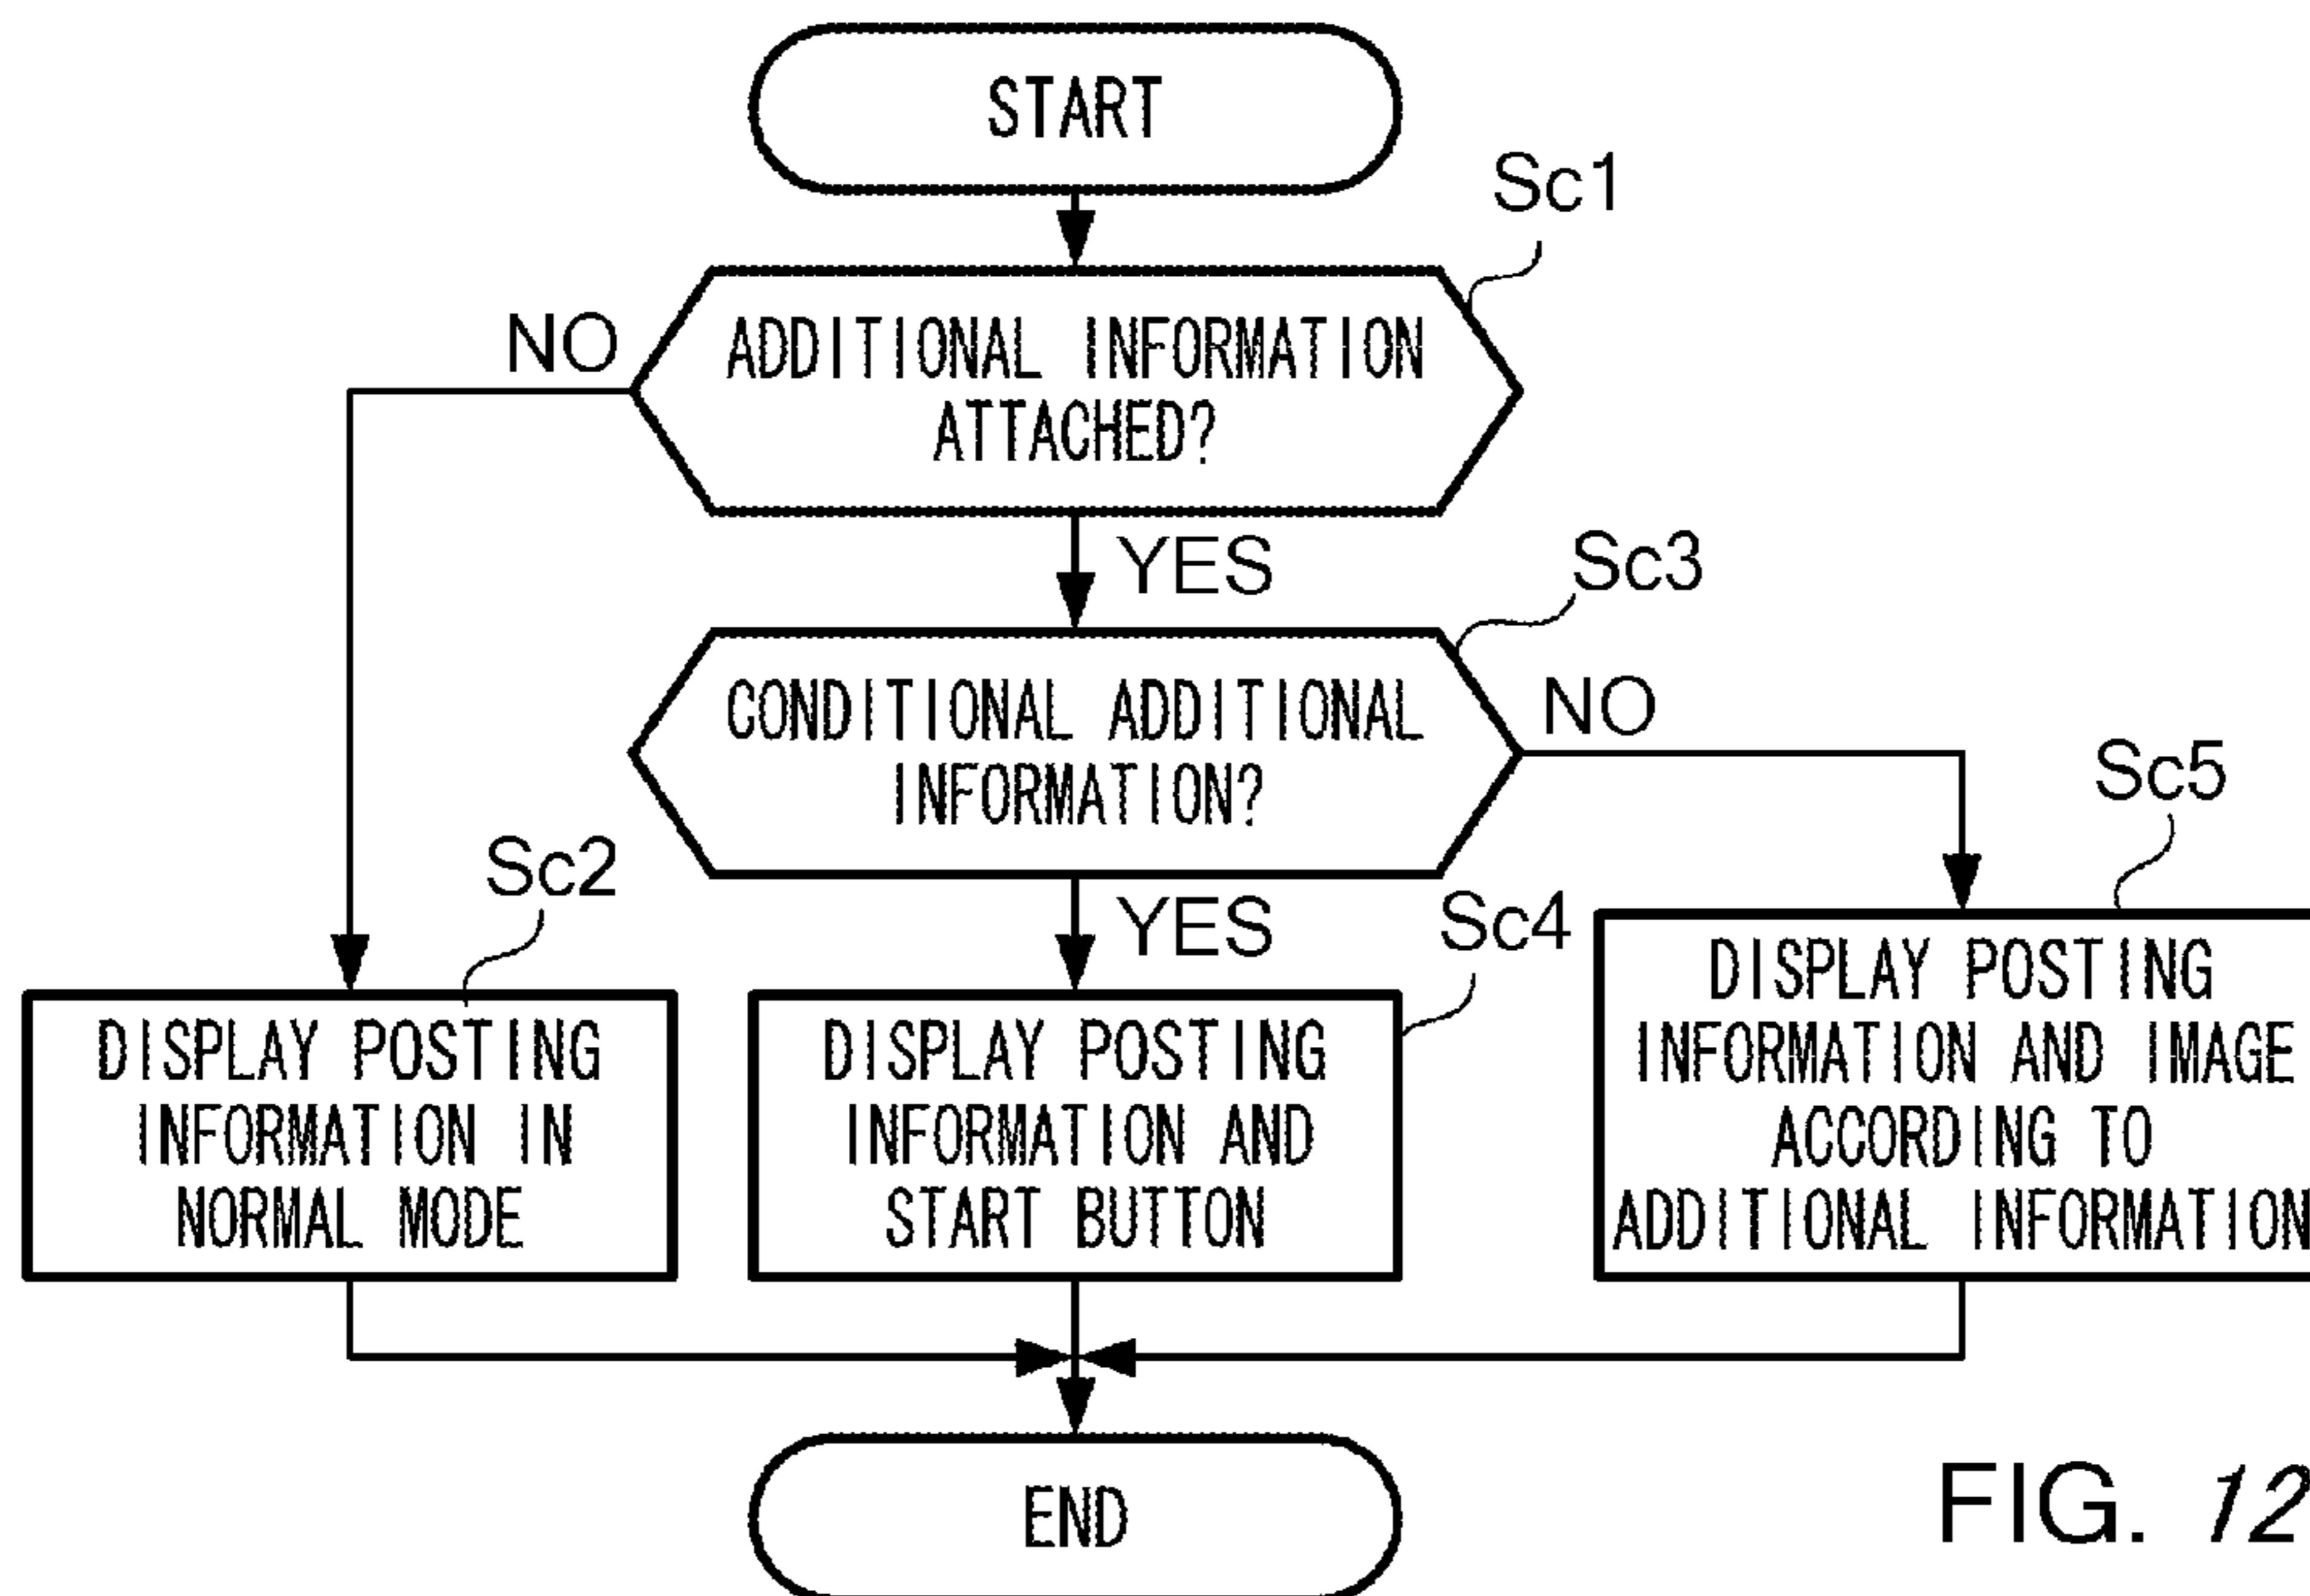 START
Sc1
NO
ADDITIONAL INFORMATION
ATTACHED?
YES
Sc3
CONDITIONAL ADDITIONAL
INFORMATION?
NO
Sc5
Sc2
YES
Sc4
DISPLAY POSTING
INFORMATION IN
NORMAL MODE
DISPLAY POSTING
INFORMATION AND
START BUTTON
DISPLAY POSTING
INFORMATION AND IMAGE
ACCORDING TO
ADDITIONAL INFORMATION
END
FIG. 12